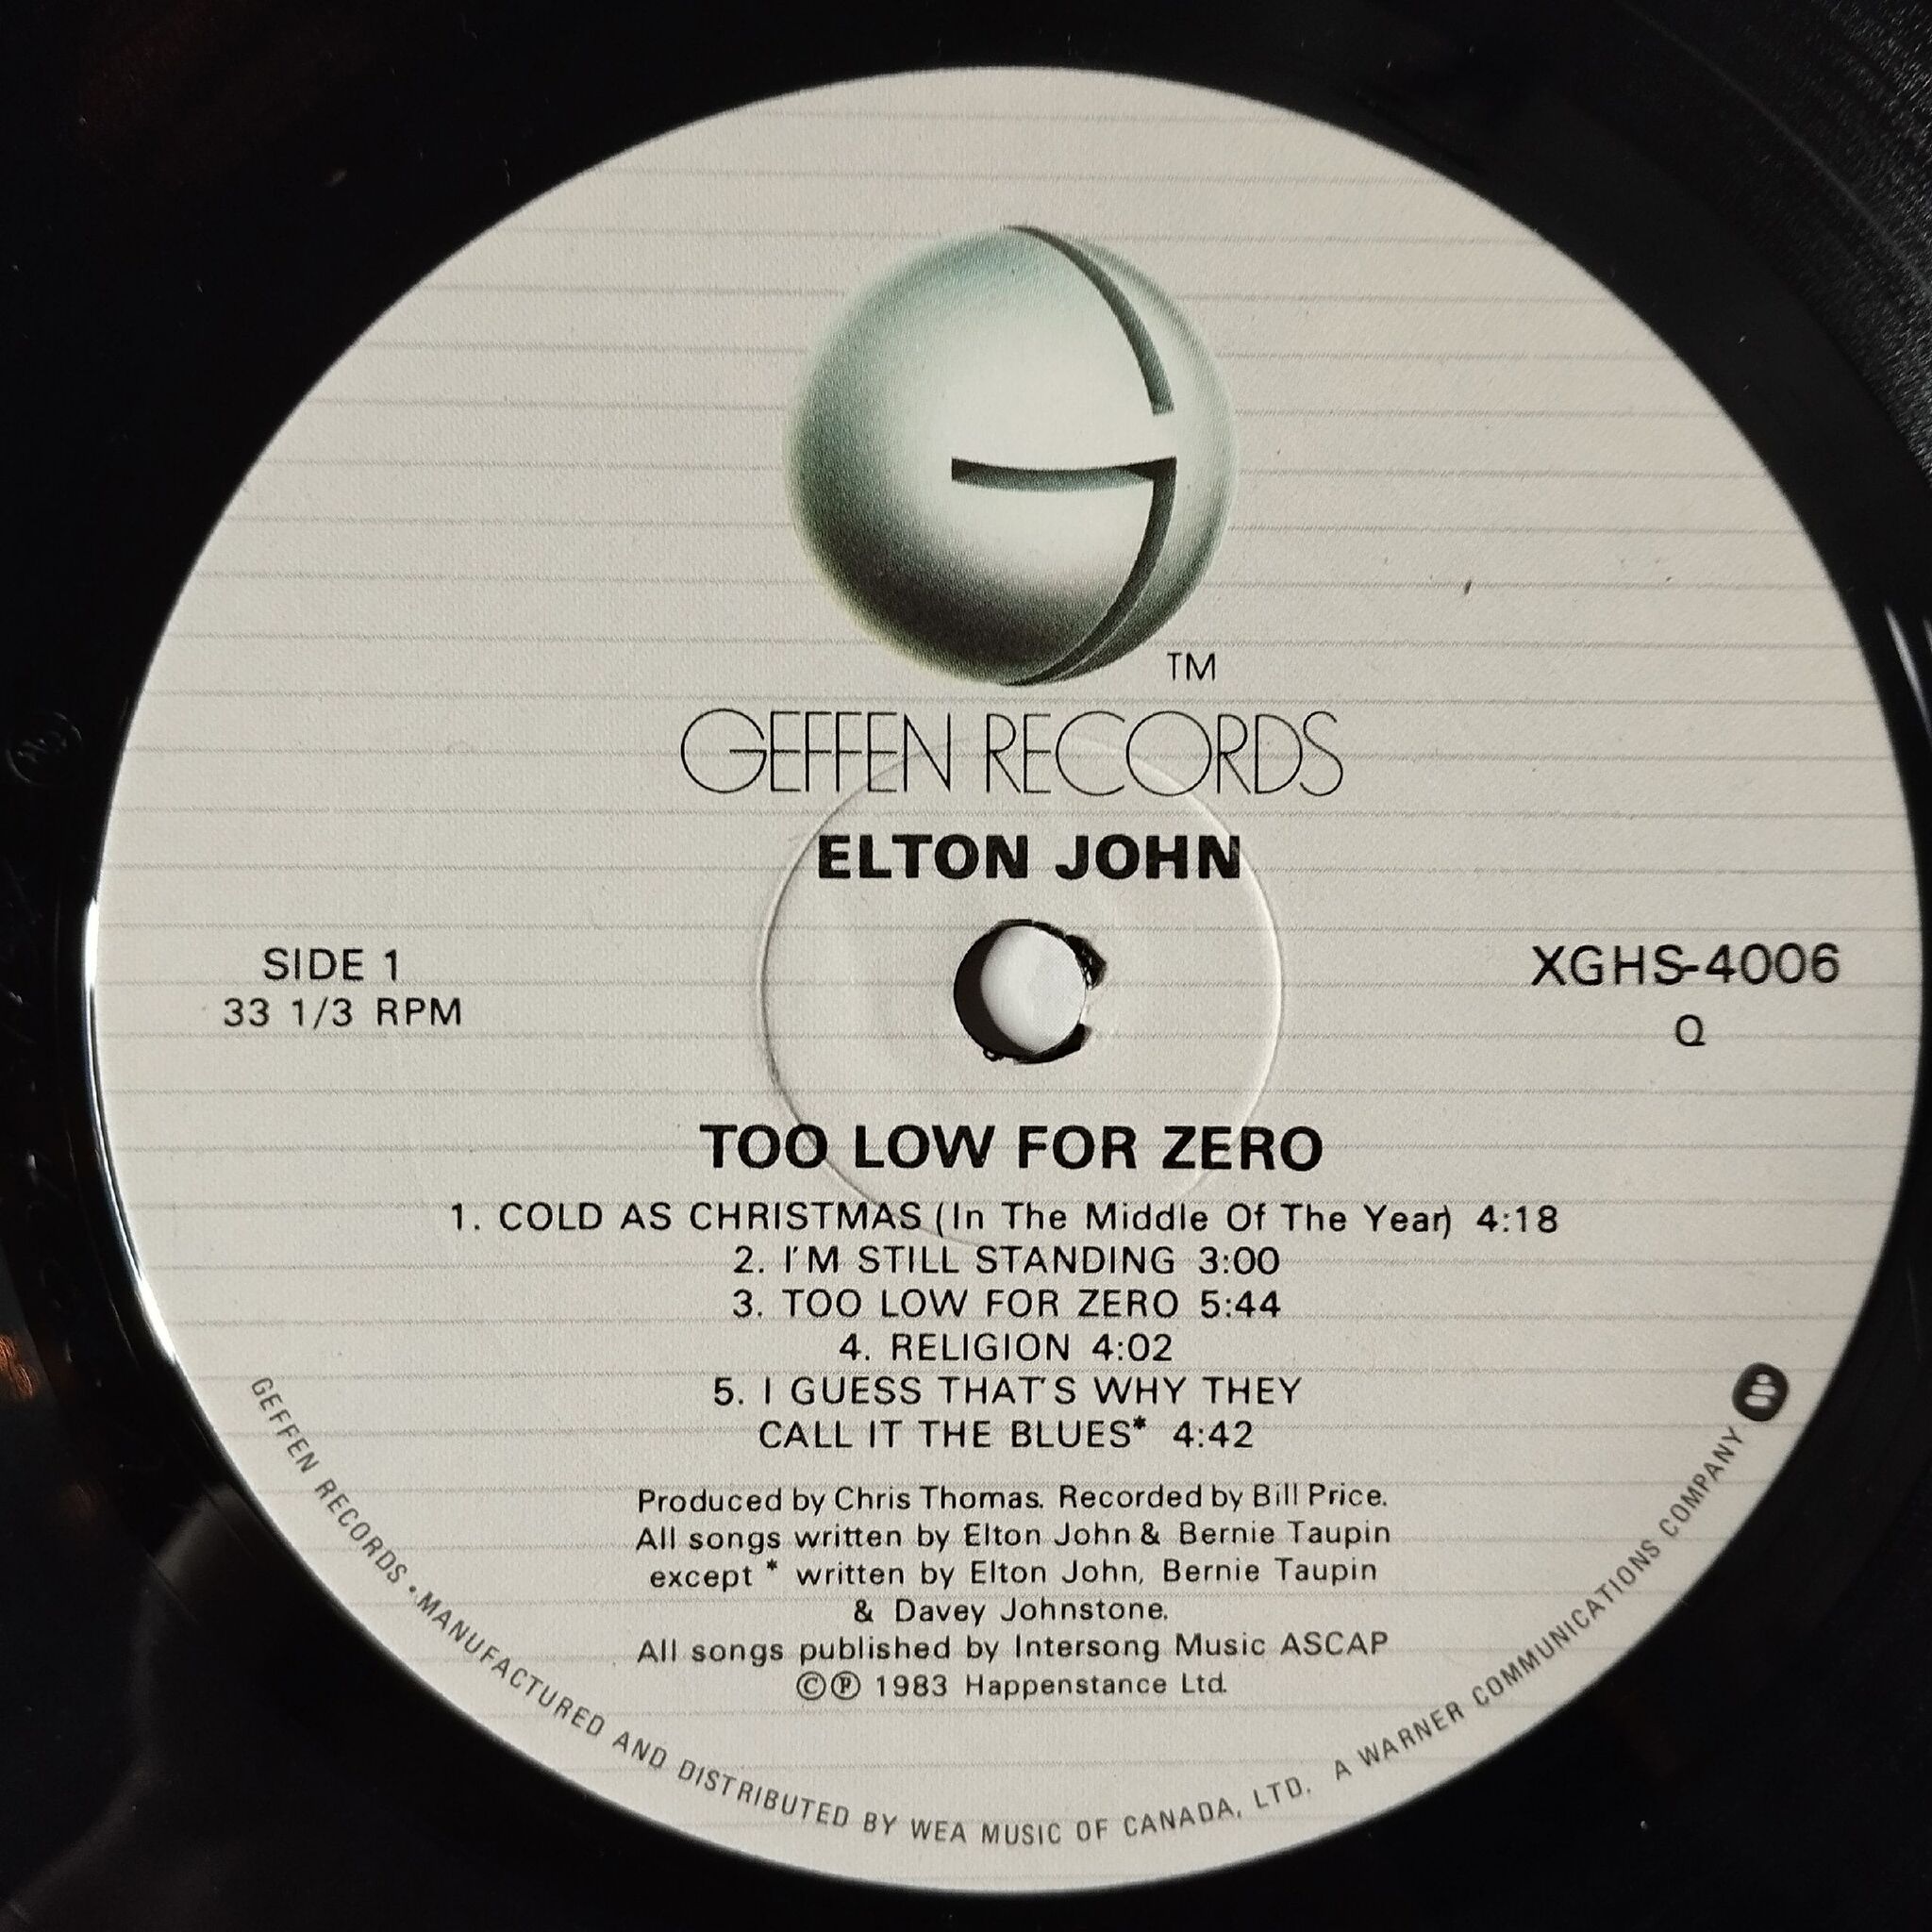 TM
GEFFEN RECORDS
ELTON JOHN
SIDE 1
33 1/3 RPM
XGHS-4006
Q
TOO LOW FOR ZERO
1. COLD AS CHRISTMAS (In The Middle Of The Year) 4:18
2. I'M STILL STANDING 3:00
3. TOO LOW FOR ZERO 5:44
4. RELIGION 4:02
5. I GUESS THAT'S WHY THEY
CALL IT THE BLUES* 4:42
Produced by Chris Thomas. Recorded by Bill Price.
All songs written by Elton John & Bernie Taupin
except * written by Elton John, Bernie Taupin
& Davey Johnstone.
All songs published by Intersong Music ASCAP
©℗ 1983 Happenstance Ltd.
GEFFEN RECORDS • MANUFACTURED AND DISTRIBUTED BY WEA MUSIC OF CANADA, LTD. A WARNER COMMUNICATIONS COMPANY